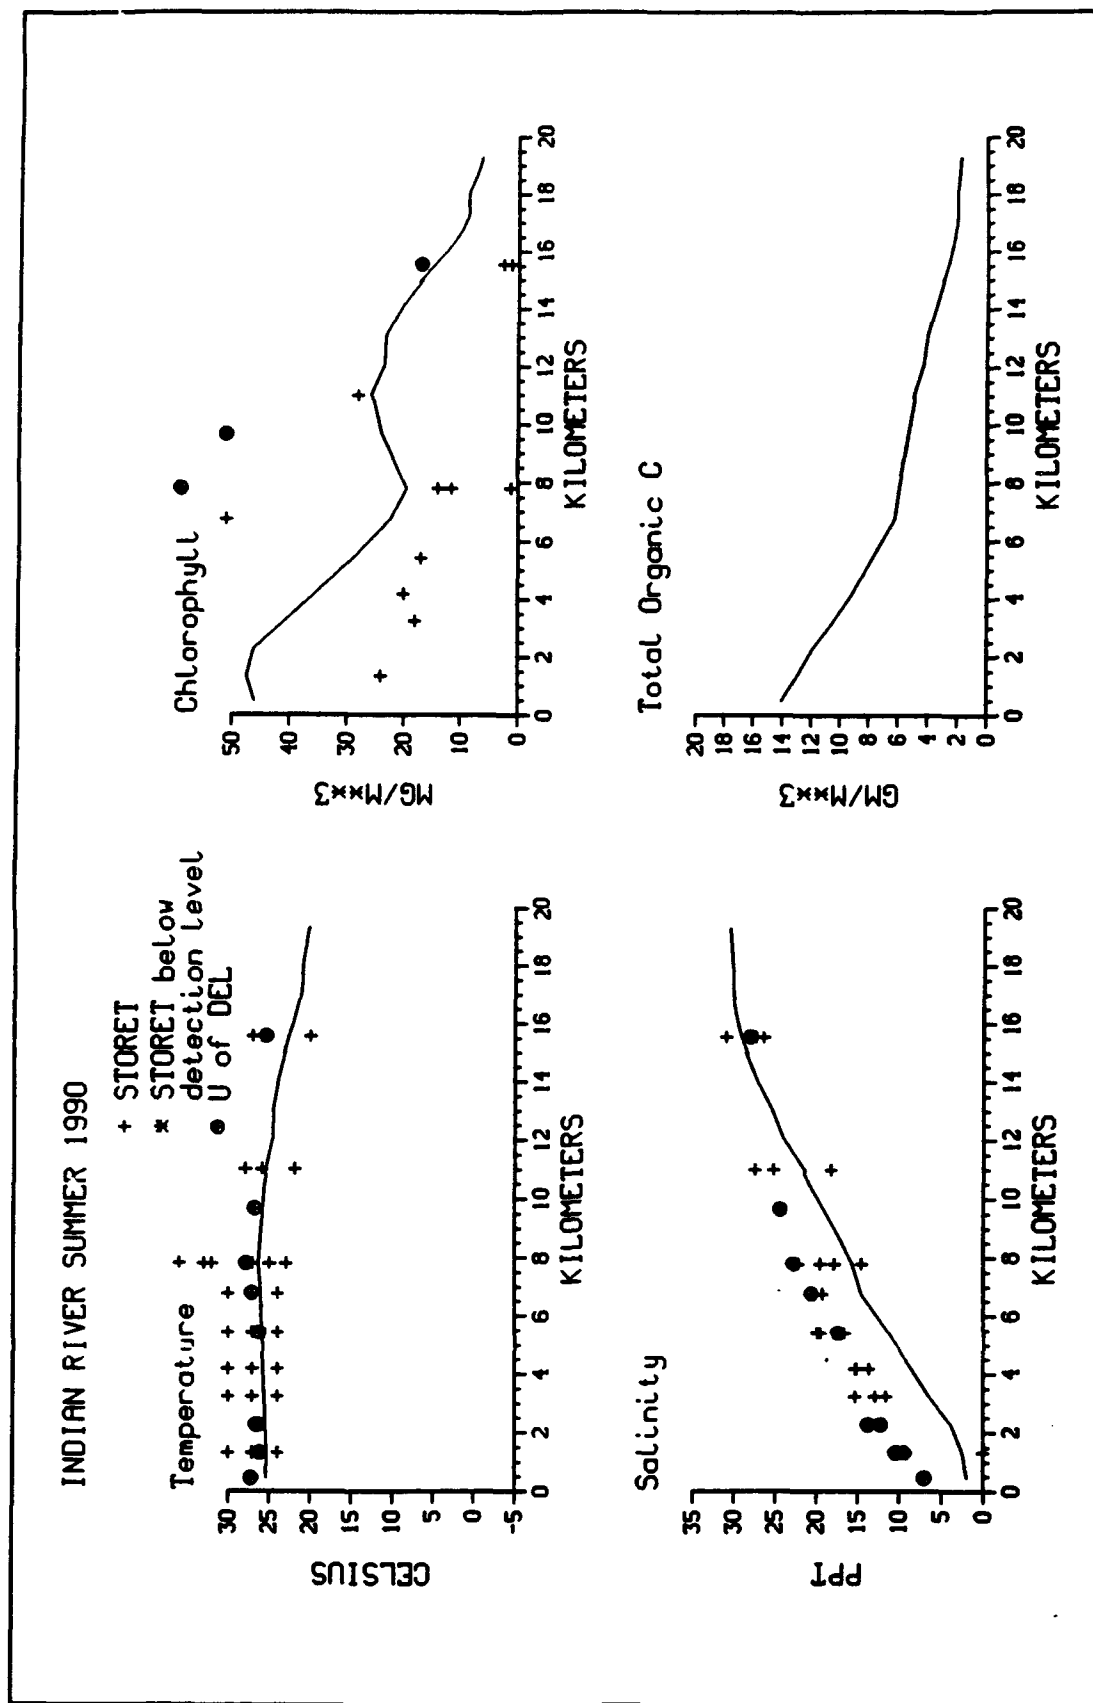 INDIAN RIVER SUMMER 1990
+ STORET
* STORET below
detection level
● U of DEL
Temperature
30
25
20
15
10
5
0
-5
CELSIUS
0 2 4 6 8 10 12 14 16 18 20
KILOMETERS
Chlorophyll
50
40
30
20
10
0
MG/M**3
0 2 4 6 8 10 12 14 16 18 20
KILOMETERS
Salinity
35
30
25
20
15
10
5
0
PPT
0 2 4 6 8 10 12 14 16 18 20
KILOMETERS
Total Organic C
20
18
16
14
12
10
8
6
4
2
0
GM/M**3
0 2 4 6 8 10 12 14 16 18 20
KILOMETERS